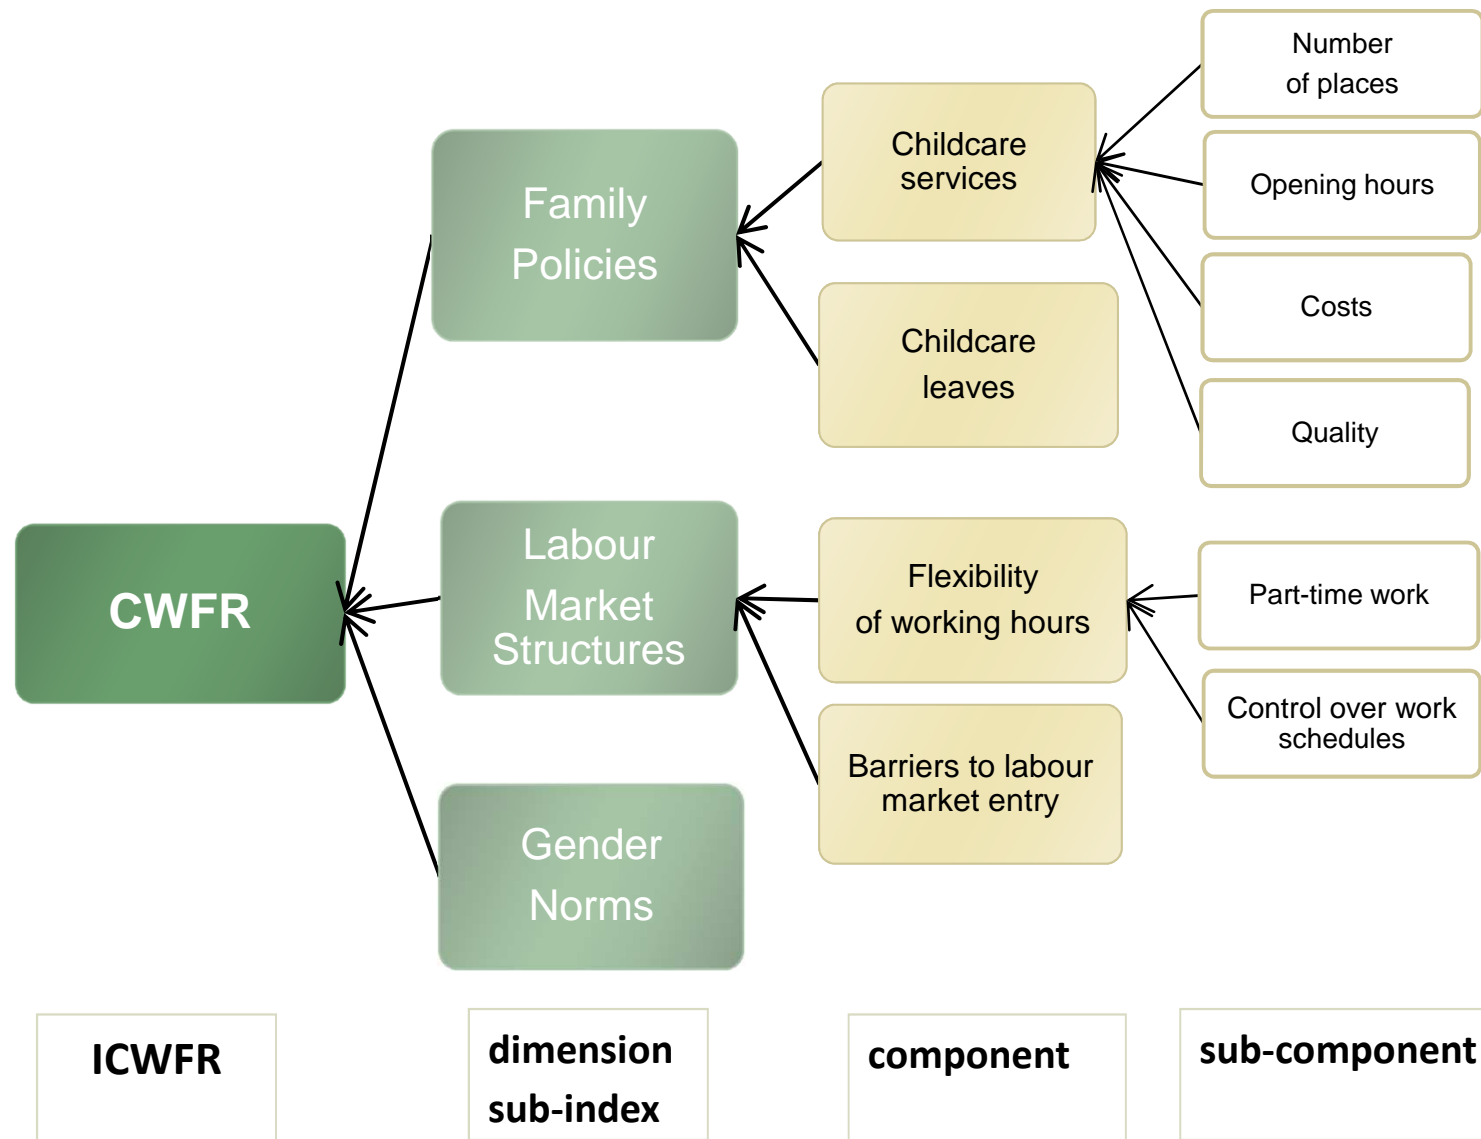 CWFR
Family
Policies
Labour
Market
Structures
Gender
Norms
Childcare
services
Childcare
leaves
Flexibility
of working hours
Barriers to labour
market entry
Number
of places
Opening hours
Costs
Quality
Part-time work
Control over work
schedules
ICWFR
dimension
sub-index
component
sub-component